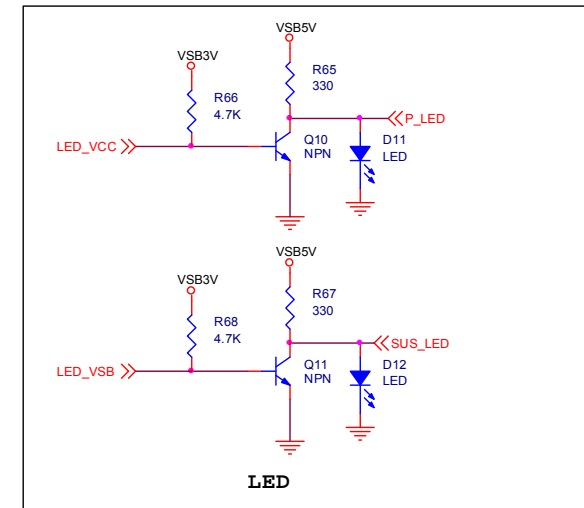 VSB5V
VSB3V
R65
330
R66
4.7K
P_LED
LED_VCC
Q10
NPN
D11
LED
VSB5V
VSB3V
R67
330
R68
4.7K
SUS_LED
LED_VSB
Q11
NPN
D12
LED
LED